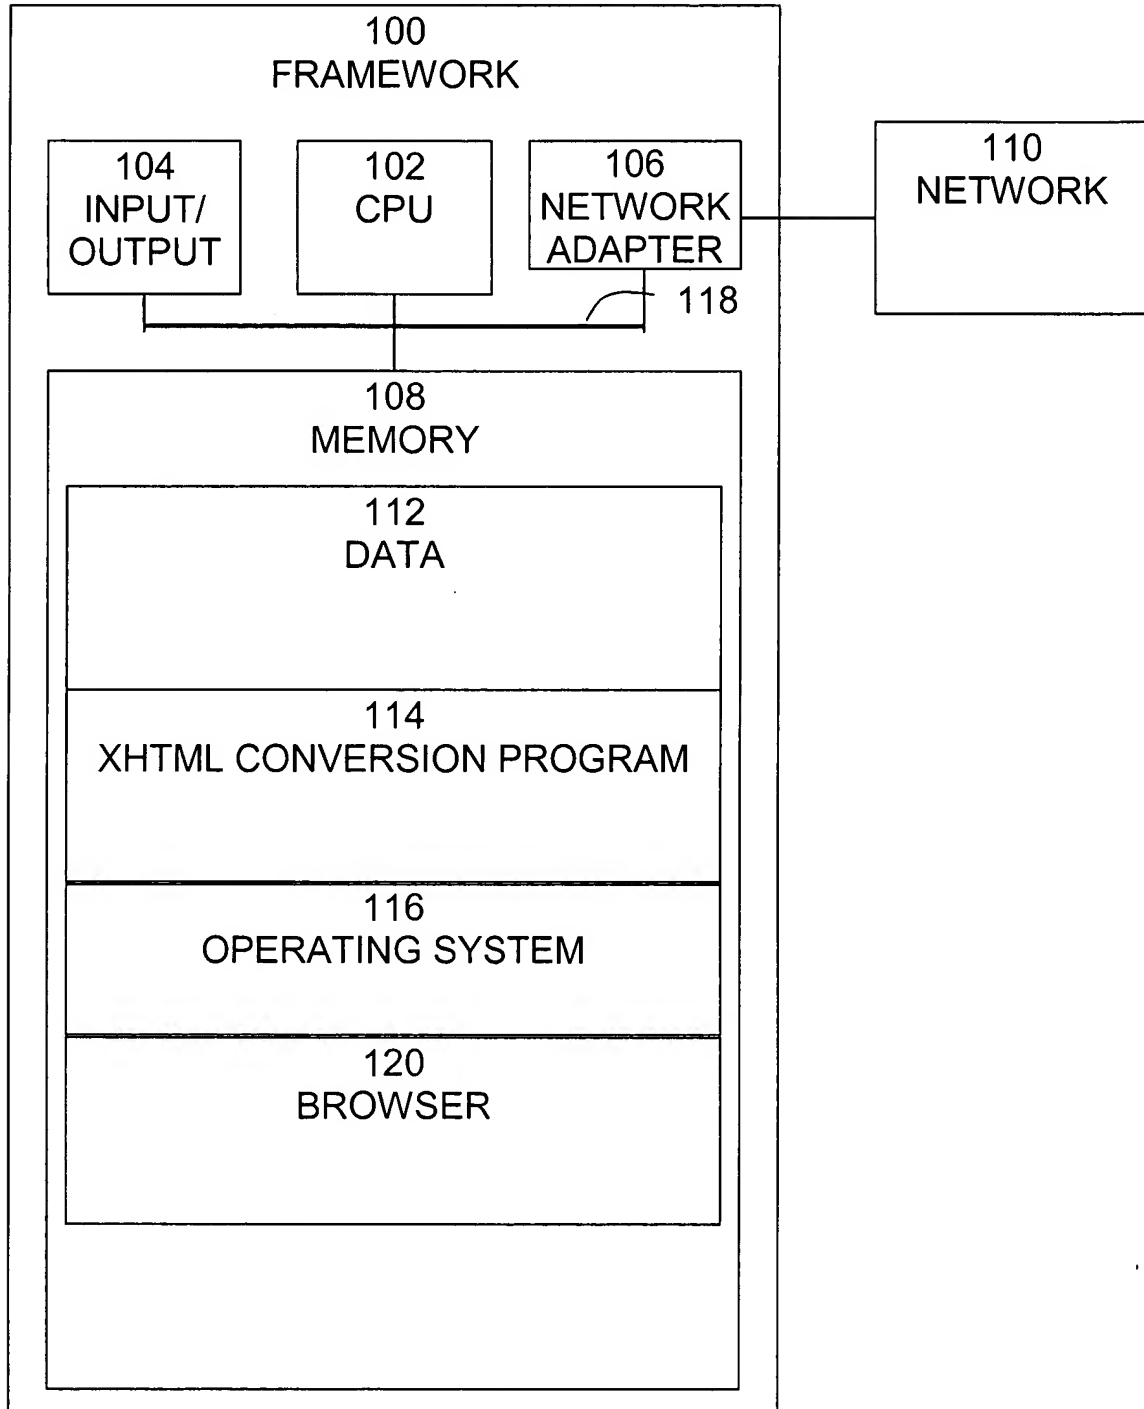 100
FRAMEWORK
104
INPUT/
OUTPUT
102
CPU
106
NETWORK
ADAPTER
110
NETWORK
118
108
MEMORY
112
DATA
114
XHTML CONVERSION PROGRAM
116
OPERATING SYSTEM
120
BROWSER